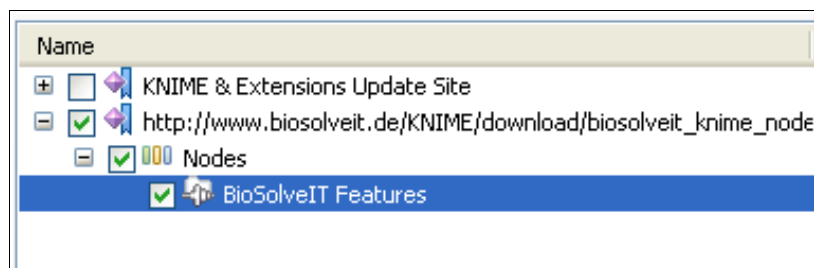 Name
KNIME & Extensions Update Site
http://www.biosolveit.de/KNIME/download/biosolveit_knime_node
Nodes
BioSolveIT Features